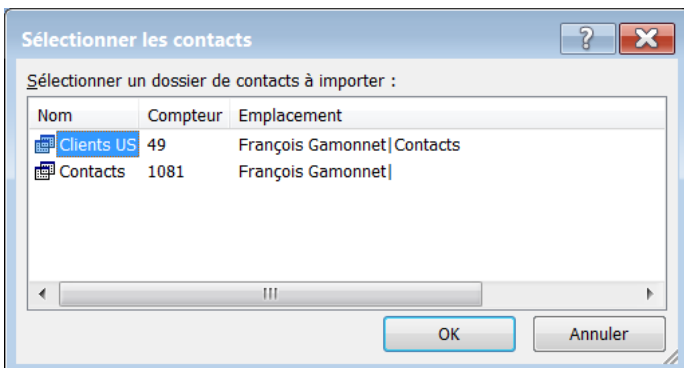 Sélectionner les contacts
Sélectionner un dossier de contacts à importer :
Nom Compteur Emplacement
Clients US 49 François Gamonnet|Contacts
Contacts 1081 François Gamonnet|
OK Annuler